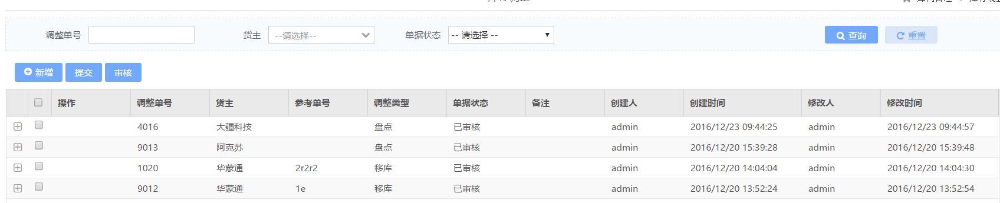 调整单号 货主 --请选择-- 单据状态 -- 请选择 -- 查询 重置
新增 提交 审核
操作 调整单号 货主 参考单号 调整类型 单据状态 备注 创建人 创建时间 修改人 修改时间
4016 大疆科技 盘点 已审核 admin 2016/12/23 09:44:25 admin 2016/12/23 09:44:57
9013 阿克苏 盘点 已审核 admin 2016/12/20 15:39:28 admin 2016/12/20 15:39:48
1020 华蒙通 2r2r2 移库 已审核 admin 2016/12/20 14:04:04 admin 2016/12/20 14:04:30
9012 华蒙通 1e 移库 已审核 admin 2016/12/20 13:52:24 admin 2016/12/20 13:52:54